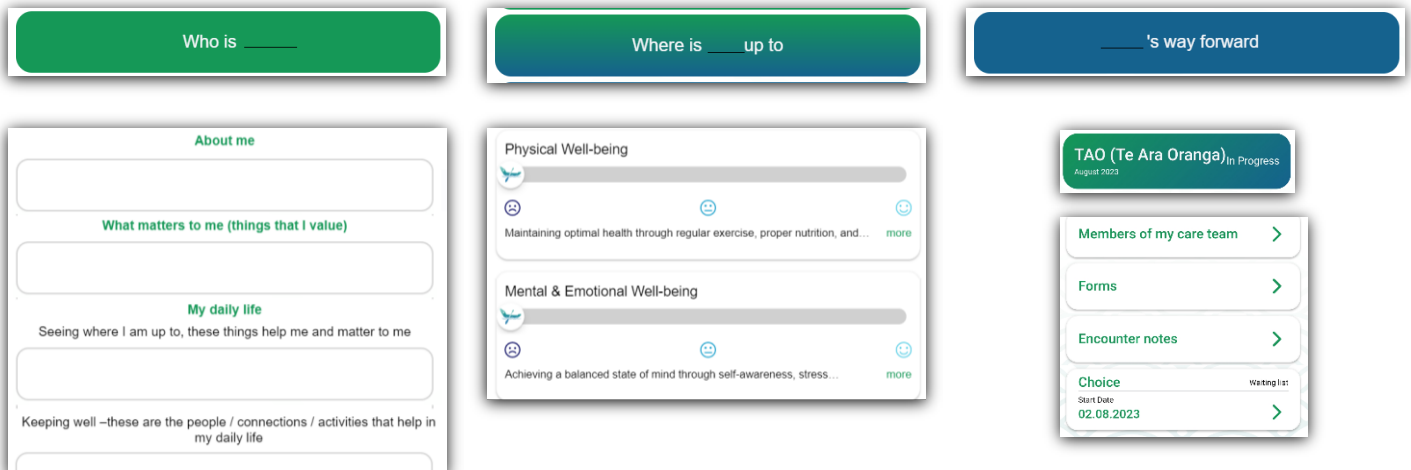 Who is ______
Where is ____up to
_____ 's way forward
About me
What matters to me (things that I value)
My daily life
Seeing where I am up to, these things help me and matter to me
Keeping well –these are the people / connections / activities that help in
my daily life
Physical Well-being
Maintaining optimal health through regular exercise, proper nutrition, and... more
Mental & Emotional Well-being
Achieving a balanced state of mind through self-awareness, stress... more
TAO (Te Ara Oranga) In Progress
August 2023
Members of my care team
Forms
Encounter notes
Choice Waiting list
Start Date
02.08.2023